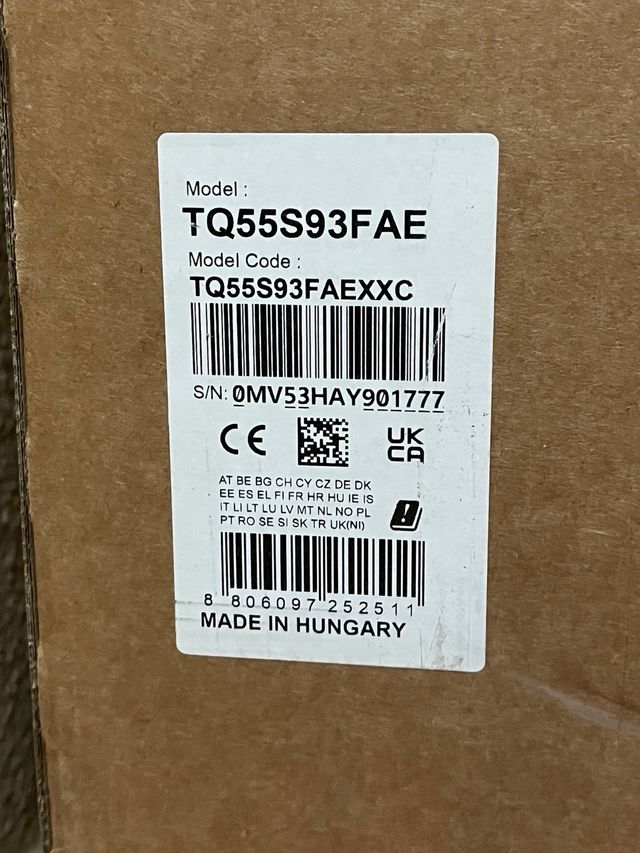 Model :
TQ55S93FAE
Model Code :
TQ55S93FAEXXC
S/N: 0MV53HAY901777
CE
UK
CA
AT BE BG CH CY CZ DE DK
EE ES EL FI FR HR HU IE IS
IT LI LT LU LV MT NL NO PL
PT RO SE SI SK TR UK(NI)
8 806097 252511
MADE IN HUNGARY